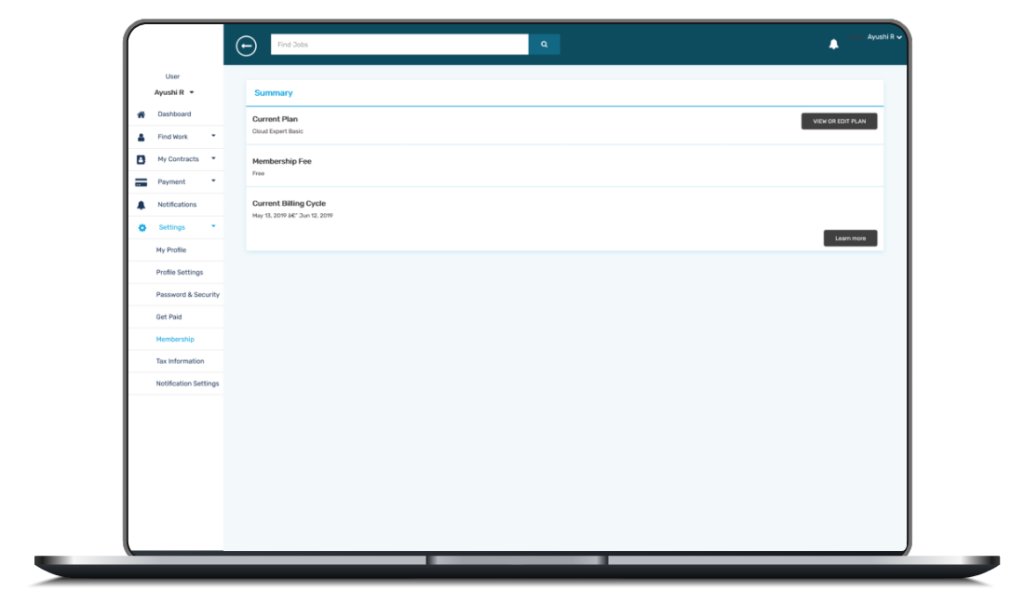 Find Jobs
Ayushi R
User
Ayushi R
Dashboard
Find Work
My Contracts
Payment
Notifications
Settings
My Profile
Profile Settings
Password & Security
Get Paid
Membership
Tax Information
Notification Settings
Summary
Current Plan
Cloud Expert Basic
VIEW OR EDIT PLAN
Membership Fee
Free
Current Billing Cycle
May 13, 2019 â€“ Jun 12, 2019
Learn more